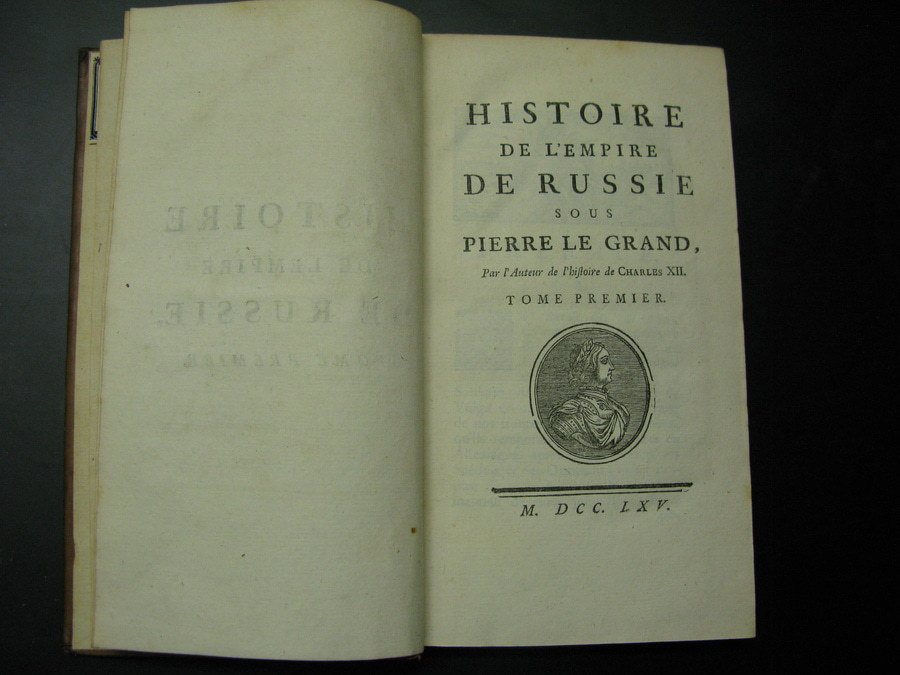 HISTOIRE
DE L'EMPIRE
DE RUSSIE
SOUS
PIERRE LE GRAND,
Par l'Auteur de l'histoire de CHARLES XII.
TOME PREMIER.
M. DCC. LXV.